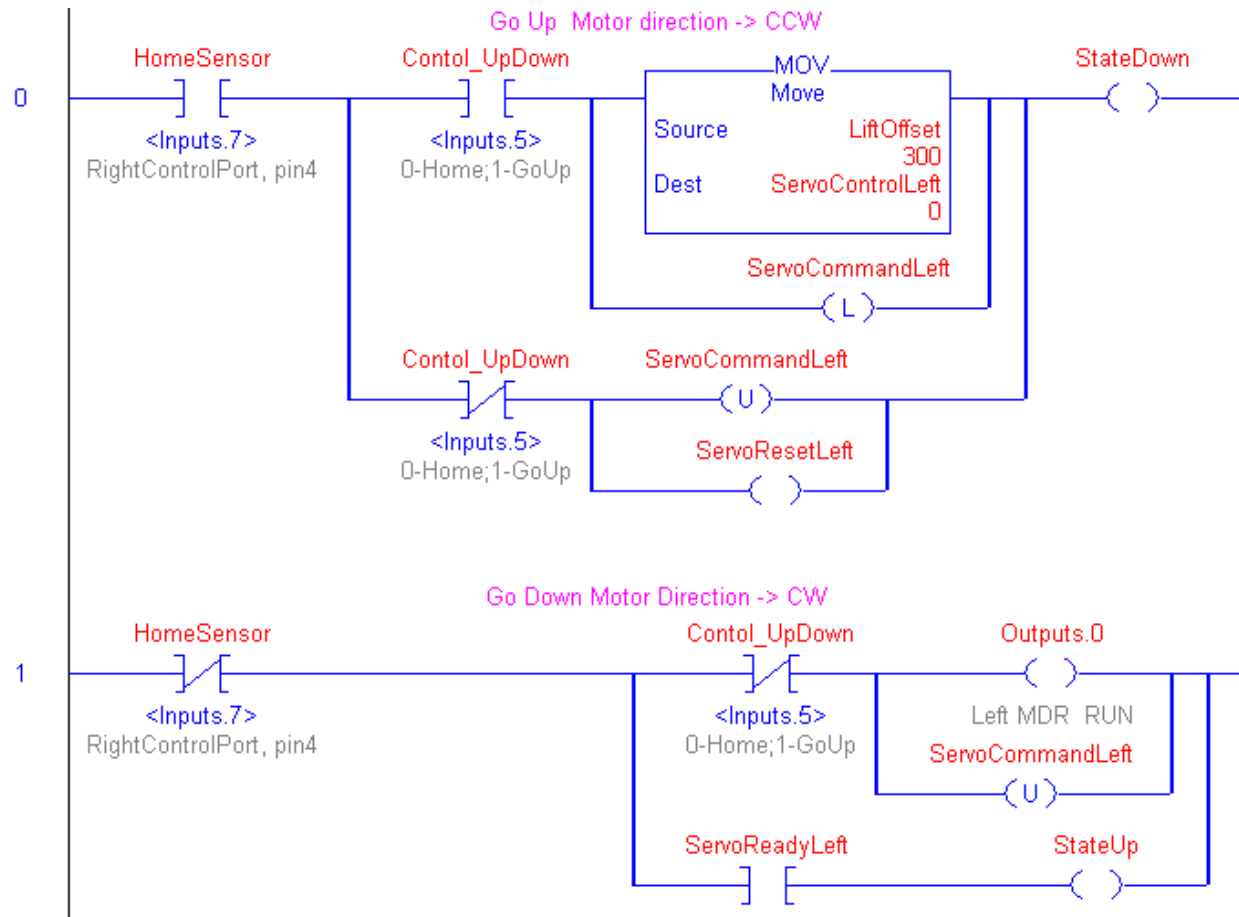 Go Up Motor direction -> CCW
HomeSensor
Contol_UpDown
MOV
StateDown
0
Move
<Inputs.7>
<Inputs.5>
Source
LiftOffset
RightControlPort, pin4
0-Home;1-GoUp
300
Dest
ServoControlLeft
0
ServoCommandLeft
L
Contol_UpDown
ServoCommandLeft
U
<Inputs.5>
ServoResetLeft
0-Home;1-GoUp
Go Down Motor Direction -> CW
HomeSensor
Contol_UpDown
Outputs.0
1
<Inputs.7>
<Inputs.5>
Left MDR RUN
RightControlPort, pin4
0-Home;1-GoUp
ServoCommandLeft
U
ServoReadyLeft
StateUp